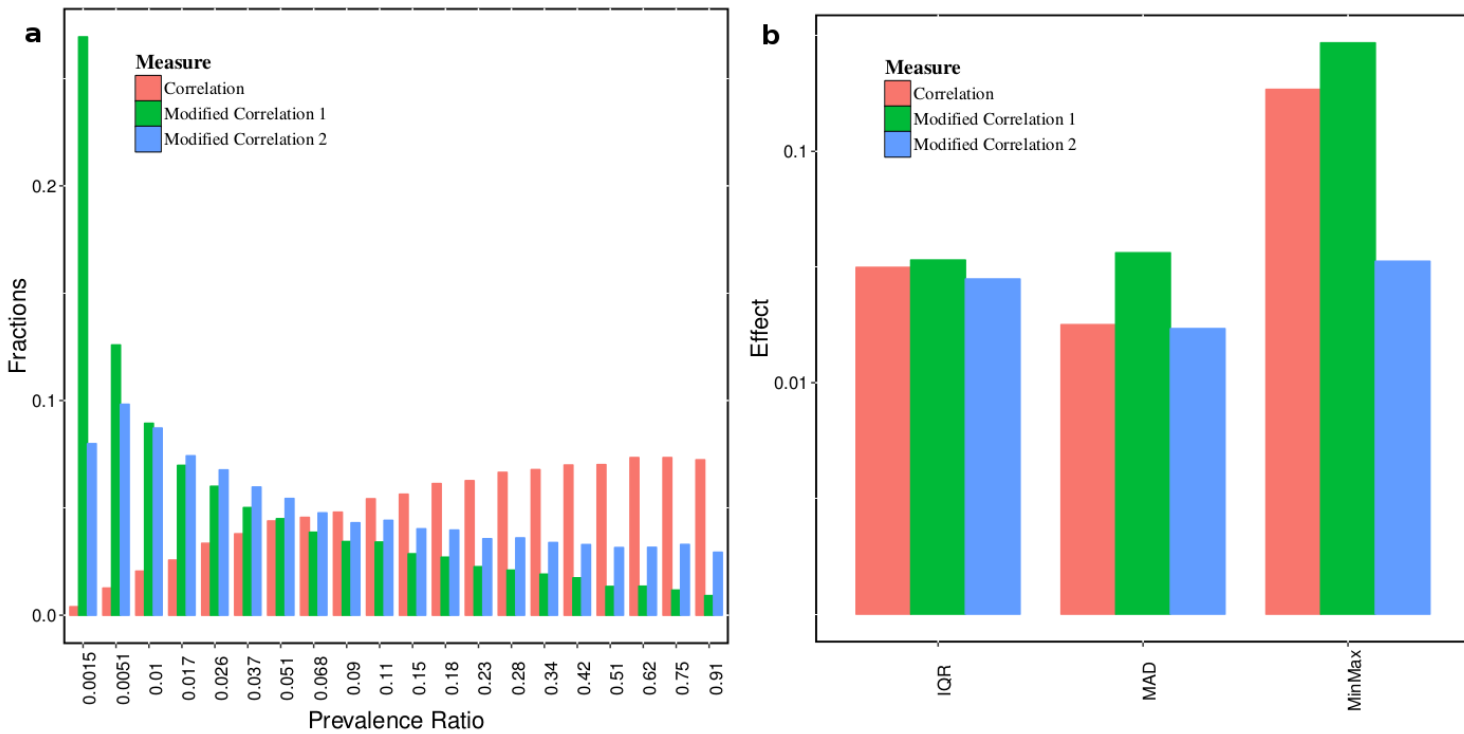 a
Measure
Correlation
Modified Correlation 1
Modified Correlation 2
Fractions
0.2
0.1
0.0
0.0015
0.0051
0.01
0.017
0.026
0.037
0.051
0.068
0.09
0.11
0.15
0.18
0.23
0.28
0.34
0.42
0.51
0.62
0.75
0.91
Prevalence Ratio
b
Measure
Correlation
Modified Correlation 1
Modified Correlation 2
Effect
0.1
0.01
IQR
MAD
MinMax